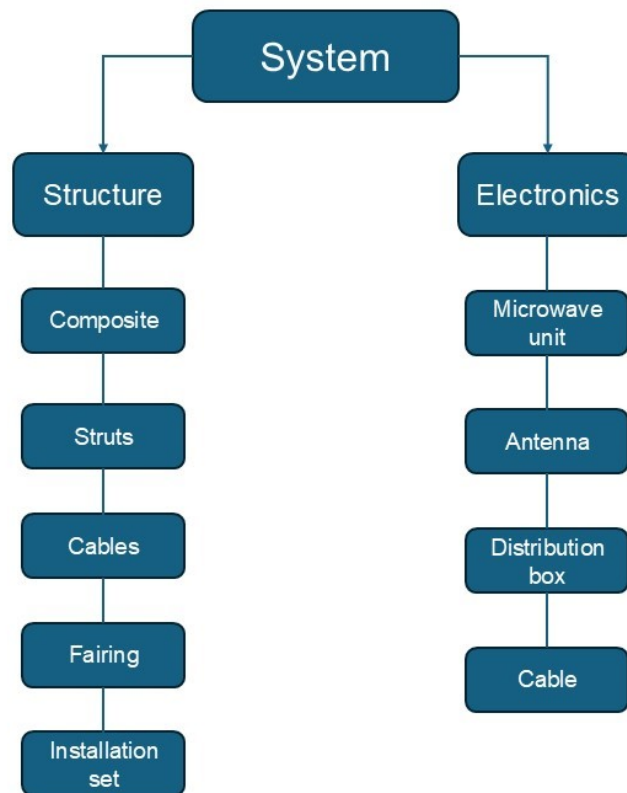 System
Structure
Composite
Struts
Cables
Fairing
Installation
set
Electronics
Microwave
unit
Antenna
Distribution
box
Cable